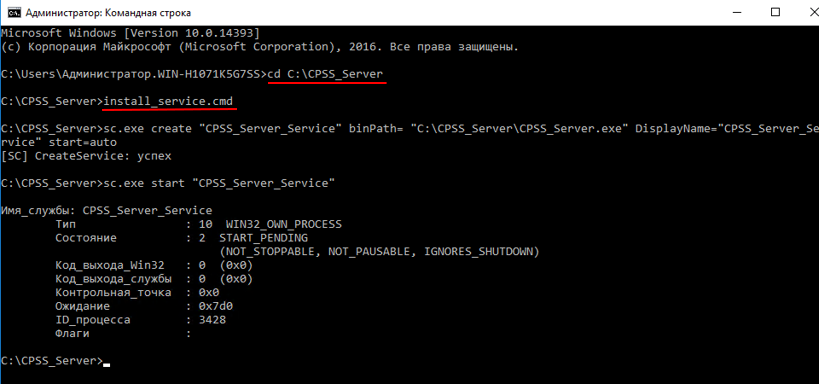 Администратор: Командная строка
Microsoft Windows [Version 10.0.14393]
(c) Корпорация Майкрософт (Microsoft Corporation), 2016. Все права защищены.
C:\Users\Администратор.WIN-H1071K5G7SS>cd C:\CPSS_Server
C:\CPSS_Server>install_service.cmd
C:\CPSS_Server>sc.exe create "CPSS_Server_Service" binPath= "C:\CPSS_Server\CPSS_Server.exe" DisplayName="CPSS_Server_Se
rvice" start=auto
[SC] CreateService: успех
C:\CPSS_Server>sc.exe start "CPSS_Server_Service"
Имя_службы: CPSS_Server_Service
Тип : 10 WIN32_OWN_PROCESS
Состояние : 2 START_PENDING
(NOT_STOPPABLE, NOT_PAUSABLE, IGNORES_SHUTDOWN)
Код_выхода_Win32 : 0 (0x0)
Код_выхода_службы : 0 (0x0)
Контрольная_точка : 0x0
Ожидание : 0x7d0
ID_процесса : 3428
Флаги :
C:\CPSS_Server>